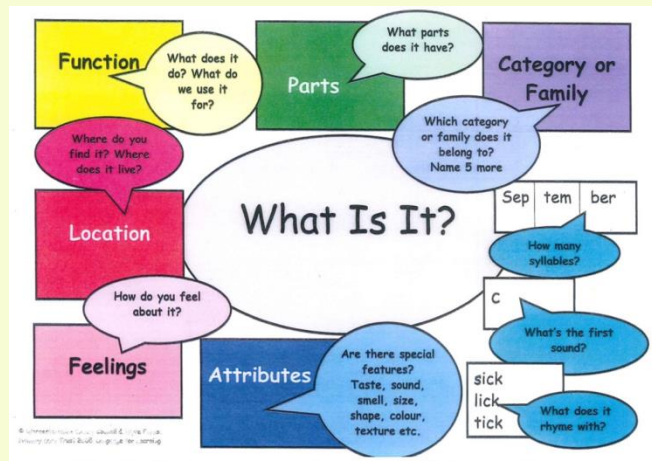 Function
What does it
do? What do
we use it
for?
Parts
What parts
does it have?
Category or
Family
Which category
or family does it
belong to?
Name 5 more
Where do you
find it? Where
does it live?
Location
What Is It?
Sep tem ber
How many
syllables?
c
What's the first
sound?
How do you feel
about it?
Feelings
Attributes
Are there special
features?
Taste, sound,
smell, size,
shape, colour,
texture etc.
sick
lick
tick
What does it
rhyme with?